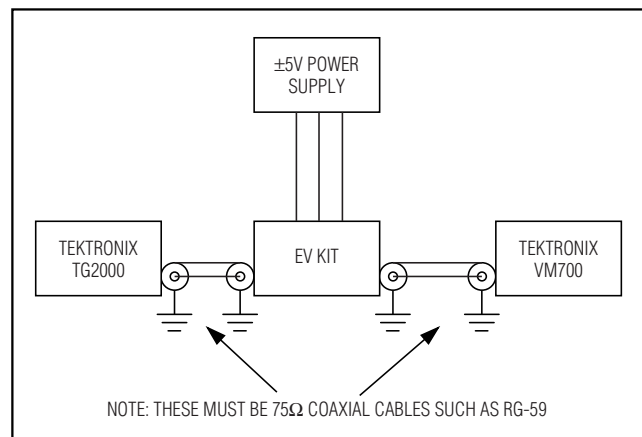 ±5V POWER
SUPPLY
TEKTRONIX
TG2000
EV KIT
TEKTRONIX
VM700
NOTE: THESE MUST BE 75Ω COAXIAL CABLES SUCH AS RG-59